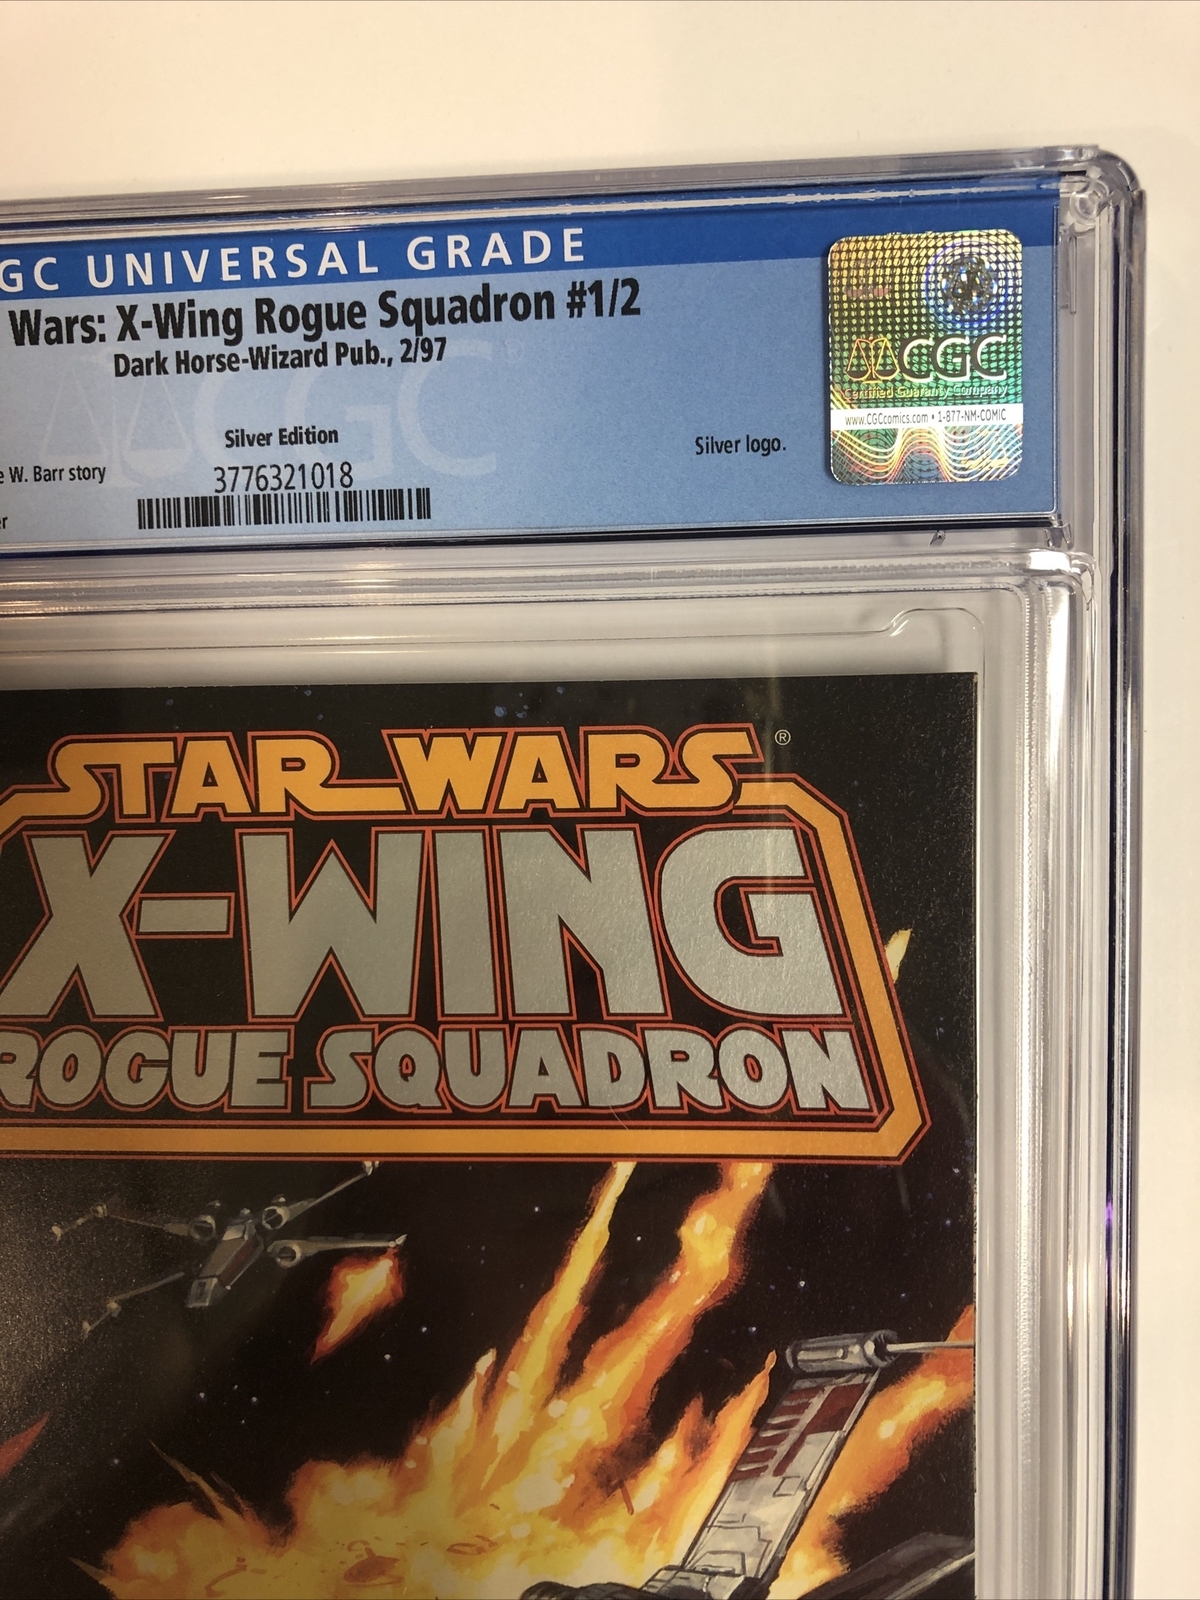 GC UNIVERSAL GRADE
Wars: X-Wing Rogue Squadron #1/2
Dark Horse-Wizard Pub., 2/97
Silver Edition
Silver logo.
e W. Barr story
3776321018
er
CGC
Certified Guaranty Company
www.CGCcomics.com • 1-877-NM-COMIC
CGC
STAR WARS ®
X-WING
ROGUE SQUADRON